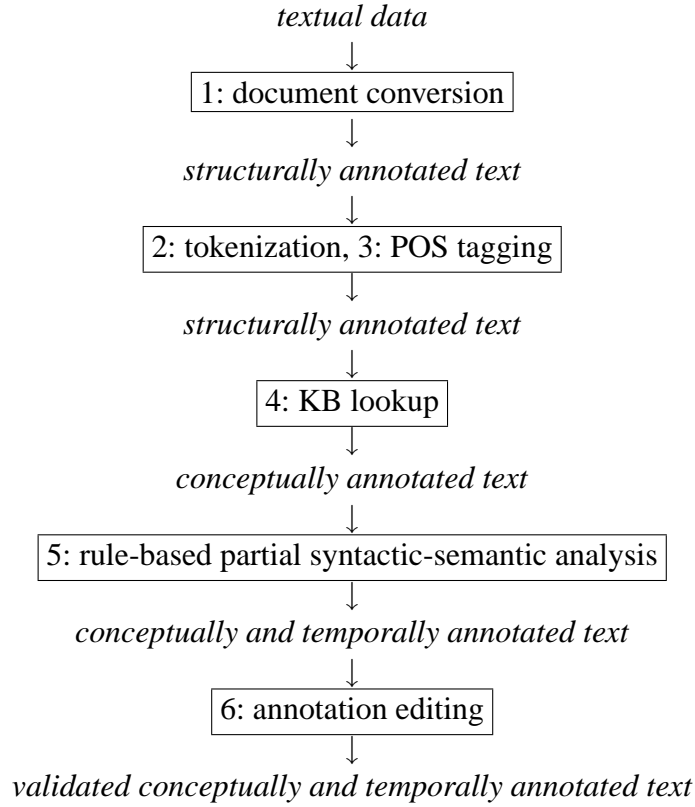 textual data
1: document conversion
structurally annotated text
2: tokenization, 3: POS tagging
structurally annotated text
4: KB lookup
conceptually annotated text
5: rule-based partial syntactic-semantic analysis
conceptually and temporally annotated text
6: annotation editing
validated conceptually and temporally annotated text